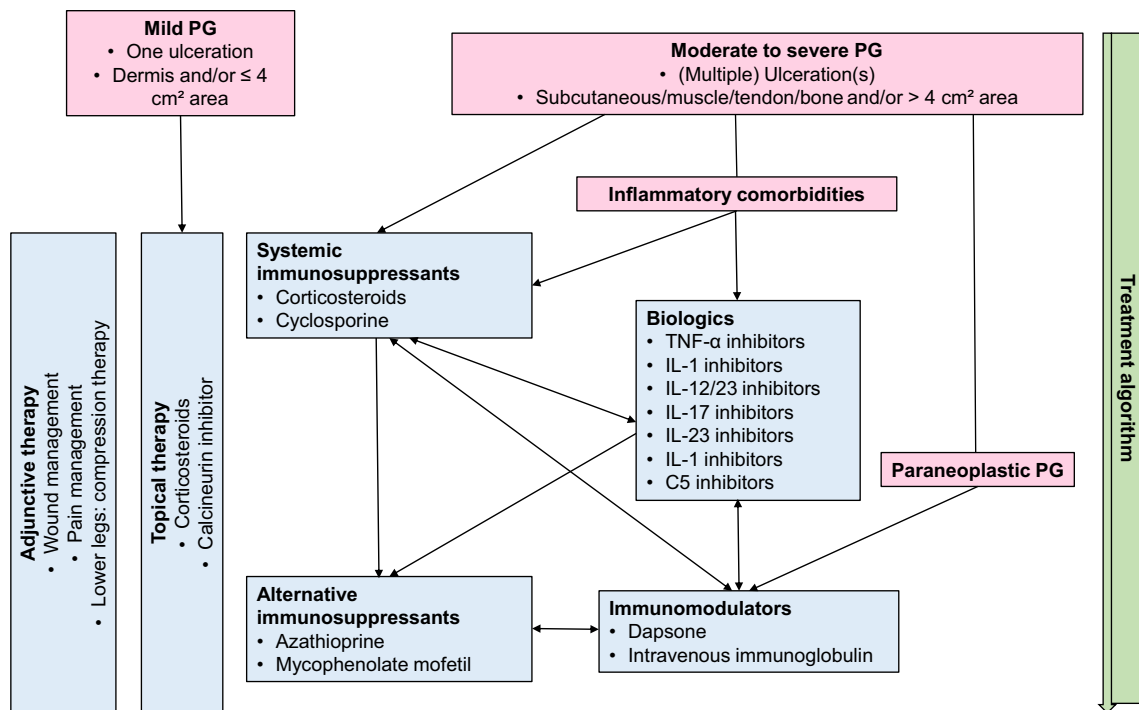 Mild PG
• One ulceration
• Dermis and/or ≤ 4
cm² area
Moderate to severe PG
• (Multiple) Ulceration(s)
• Subcutaneous/muscle/tendon/bone and/or > 4 cm² area
Inflammatory comorbidities
Systemic
immunosuppressants
• Corticosteroids
• Cyclosporine
Biologics
• TNF-α inhibitors
• IL-1 inhibitors
• IL-12/23 inhibitors
• IL-17 inhibitors
• IL-23 inhibitors
• IL-1 inhibitors
• C5 inhibitors
Paraneoplastic PG
Alternative
immunosuppressants
• Azathioprine
• Mycophenolate mofetil
Immunomodulators
• Dapsone
• Intravenous immunoglobulin
Adjunctive therapy
• Wound management
• Pain management
• Lower legs: compression therapy
Topical therapy
• Corticosteroids
• Calcineurin inhibitor
Treatment algorithm